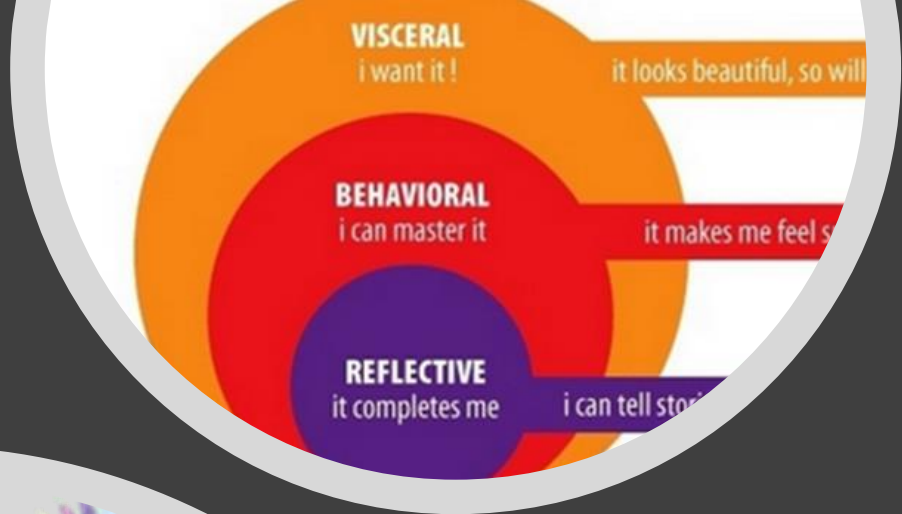 VISCERAL
i want it !
it looks beautiful, so will
BEHAVIORAL
i can master it
it makes me feel
REFLECTIVE
it completes me
i can tell